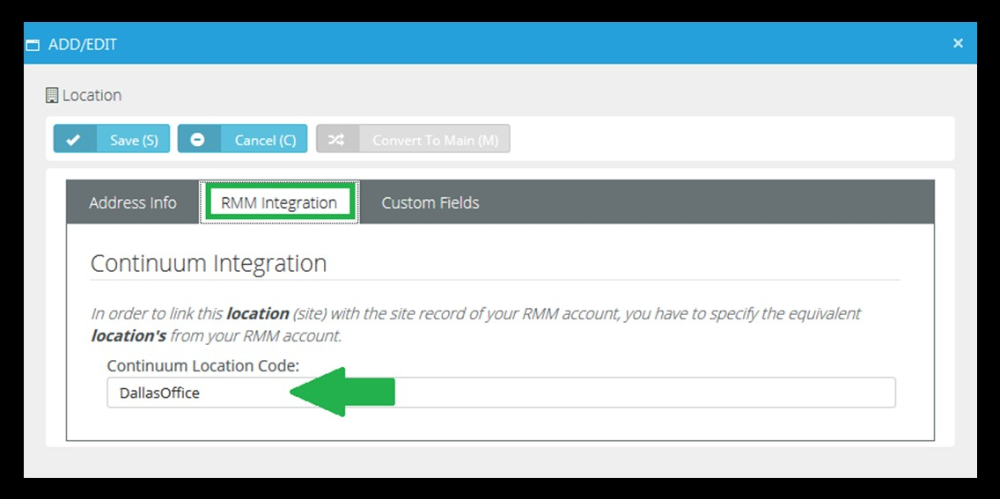 ADD/EDIT ×
Location
Save (S) Cancel (C) Convert To Main (M)
Address Info RMM Integration Custom Fields
Continuum Integration
In order to link this location (site) with the site record of your RMM account, you have to specify the equivalent
location's from your RMM account.
Continuum Location Code:
DallasOffice